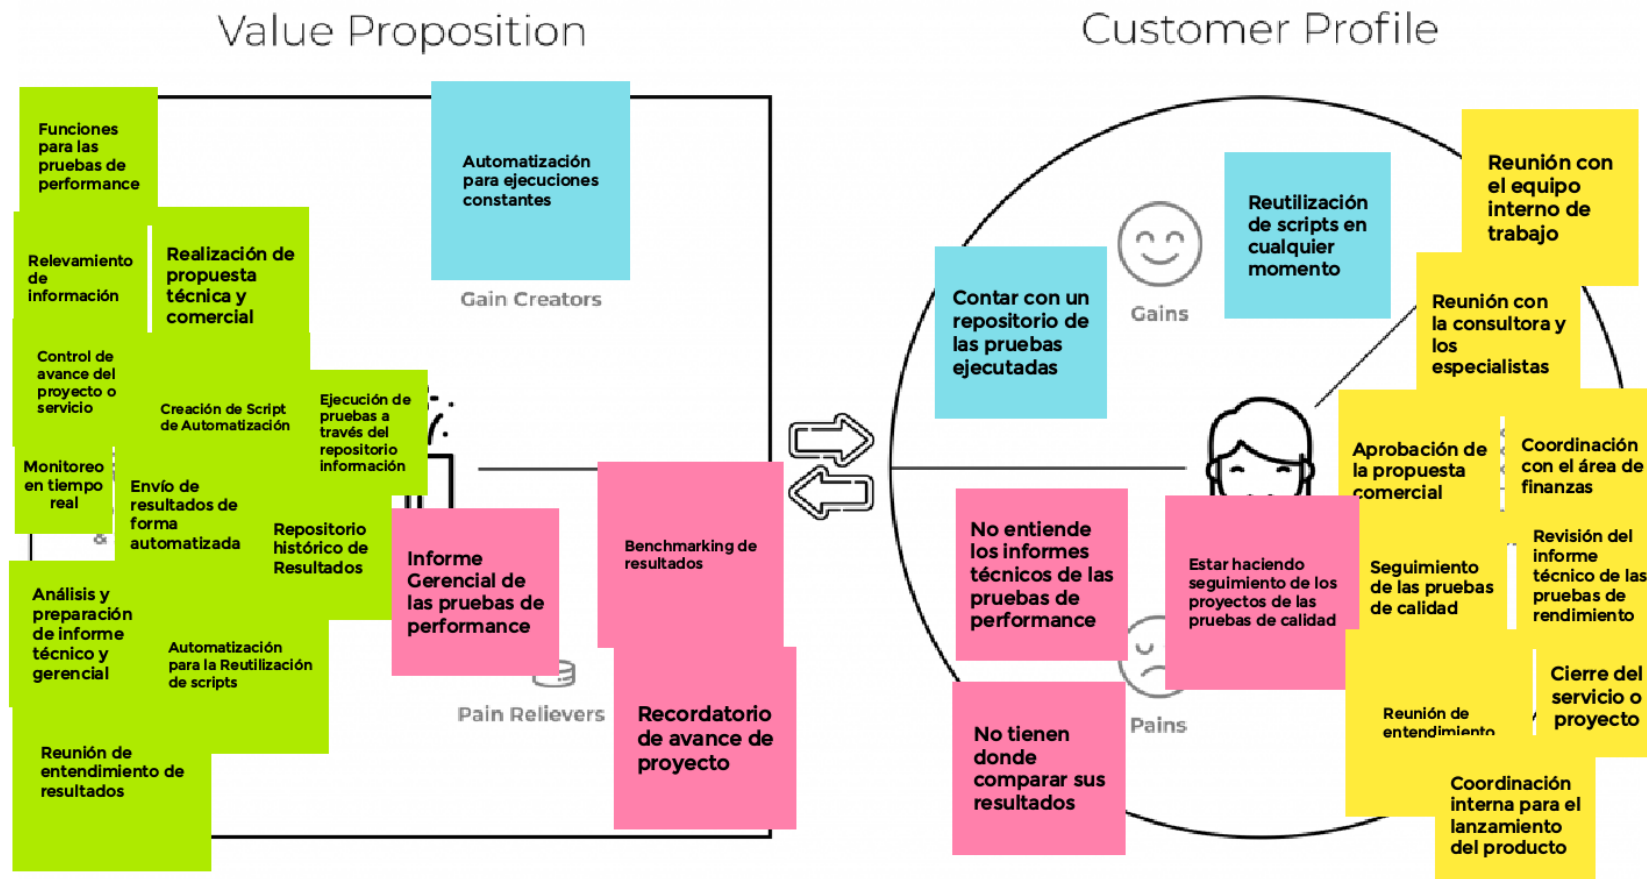 Value Proposition
Customer Profile
Funciones
para las
pruebas de
performance
Relevamiento
de
información
Realización de
propuesta
técnica y
comercial
Control de
avance del
proyecto o
servicio
Creación de Script
de Automatización
Ejecución de
pruebas a
través del
repositorio
información
Monitoreo
en tiempo
real
Envío de
resultados de
forma
automatizada
Repositorio
histórico de
Resultados
&
Análisis y
preparación
de informe
técnico y
gerencial
Automatización
para la Reutilización
de scripts
Reunión de
entendimiento de
resultados
Automatización
para ejecuciones
constantes
Gain Creators
Informe
Gerencial de
las pruebas de
performance
Benchmarking de
resultados
Pain Relievers
Recordatorio
de avance de
proyecto
Contar con un
repositorio de
las pruebas
ejecutadas
Gains
Reutilización
de scripts en
cualquier
momento
No entiende
los informes
técnicos de las
pruebas de
performance
Estar haciendo
seguimiento de los
proyectos de las
pruebas de calidad
Pains
No tienen
donde
comparar sus
resultados
Reunión con
el equipo
interno de
trabajo
Reunión con
la consultora y
los
especialistas
Aprobación de
la propuesta
comercial
Coordinación
con el área de
finanzas
Seguimiento
de las pruebas
de calidad
Revisión del
informe
técnico de las
pruebas de
rendimiento
Reunión de
entendimiento
Cierre del
servicio o
proyecto
Coordinación
interna para el
lanzamiento
del producto